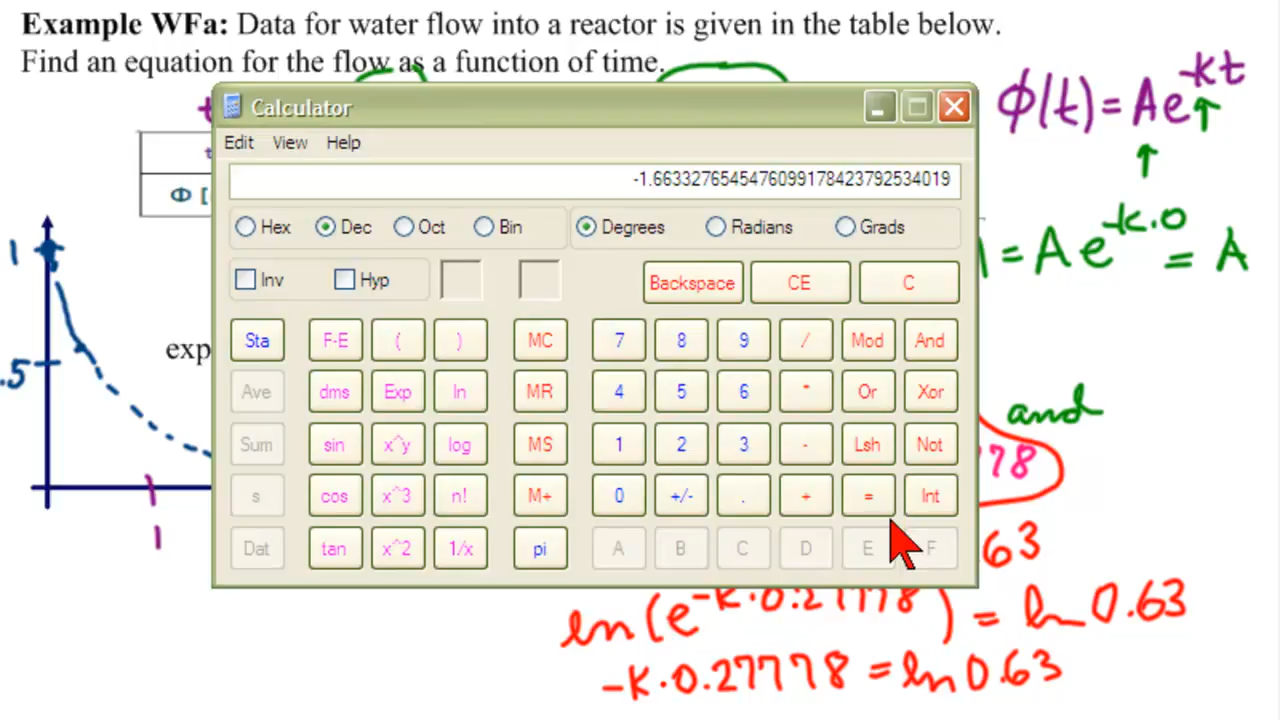 Example WFa: Data for water flow into a reactor is given in the table below.
Find an equation for the flow as a function of time.
ϕ(t) = Ae^-kt
t
Φ [
= Ae^-k.0 = A
1
.5
exp
and
78
63
ln(e^-k·0.27778) = ln 0.63
-k·0.27778 = ln 0.63
Calculator
Edit View Help
-1.6633276545476099178423792534019
Hex Dec Oct Bin Degrees Radians Grads
Inv Hyp Backspace CE C
Sta F-E ( ) MC 7 8 9 / Mod And
Ave dms Exp ln MR 4 5 6 * Or Xor
Sum sin x^y log MS 1 2 3 - Lsh Not
s cos x^3 n! M+ 0 +/- . + = Int
Dat tan x^2 1/x pi A B C D E F